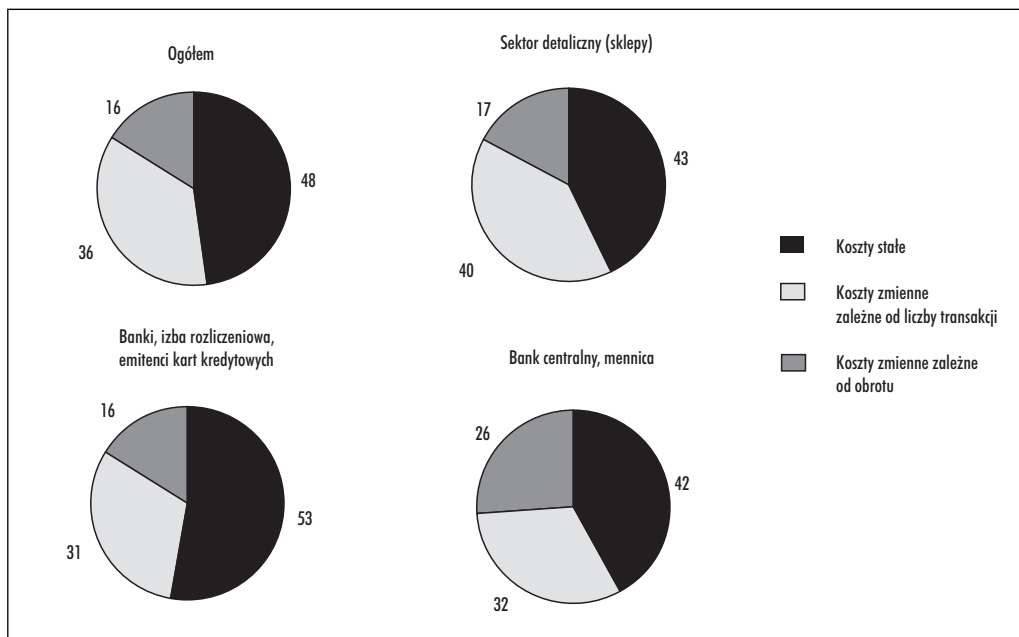 Ogółem
16
48
36
Sektor detaliczny (sklepy)
17
43
40
Koszty stałe
Koszty zmienne
zależne od liczby transakcji
Koszty zmienne zależne
od obrotu
Banki, izba rozliczeniowa,
emitenci kart kredytowych
16
53
31
Bank centralny, mennica
26
42
32